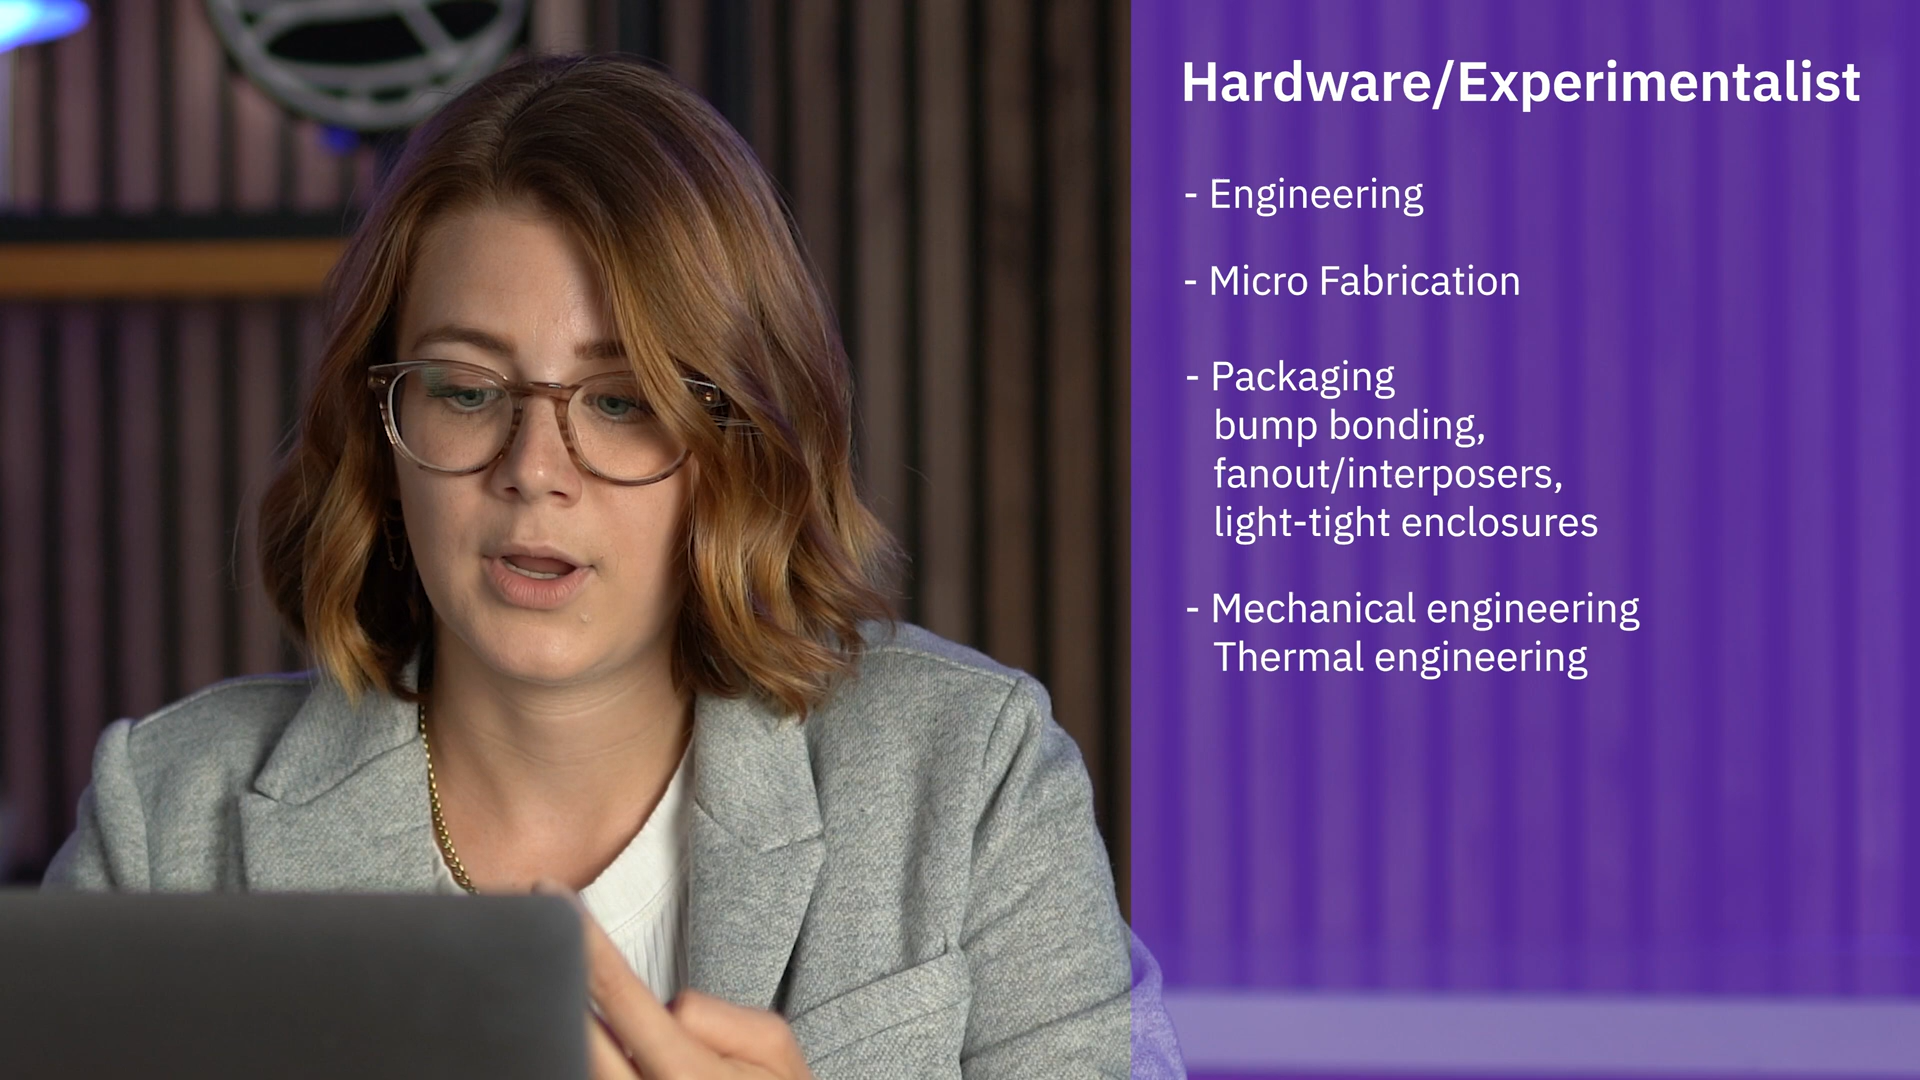 Hardware/Experimentalist
- Engineering
- Micro Fabrication
- Packaging
bump bonding,
fanout/interposers,
light-tight enclosures
- Mechanical engineering
Thermal engineering